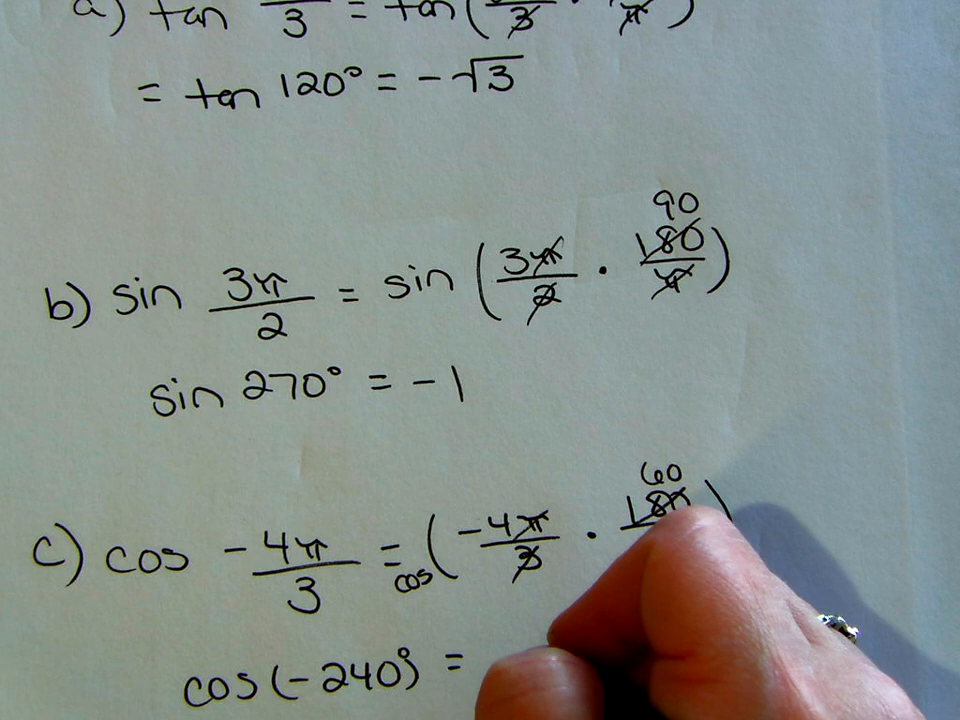 a) tan /3 = tan( /3 · /π )
= tan 120° = -√3
90
b) sin 3π/2 = sin (3π/2 · 180/π)
sin 270° = -1
60
c) cos -4π/3 = cos(-4π/3 · 180 )
cos(-240°) =